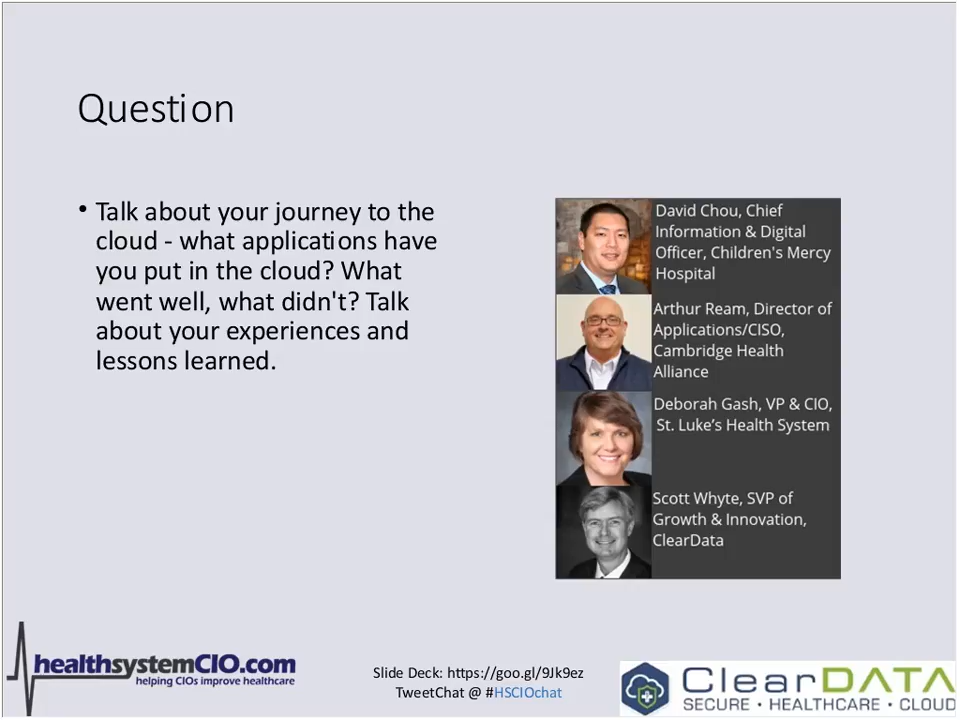 Question
• Talk about your journey to the
cloud - what applications have
you put in the cloud? What
went well, what didn't? Talk
about your experiences and
lessons learned.
David Chou, Chief
Information & Digital
Officer, Children's Mercy
Hospital
Arthur Ream, Director of
Applications/CISO,
Cambridge Health
Alliance
Deborah Gash, VP & CIO,
St. Luke’s Health System
Scott Whyte, SVP of
Growth & Innovation,
ClearData
healthsystemCIO.com
helping CIOs improve healthcare
Slide Deck: https://goo.gl/9Jk9ez
TweetChat @ #HSCIOchat
ClearDATA
SECURE • HEALTHCARE • CLOUD